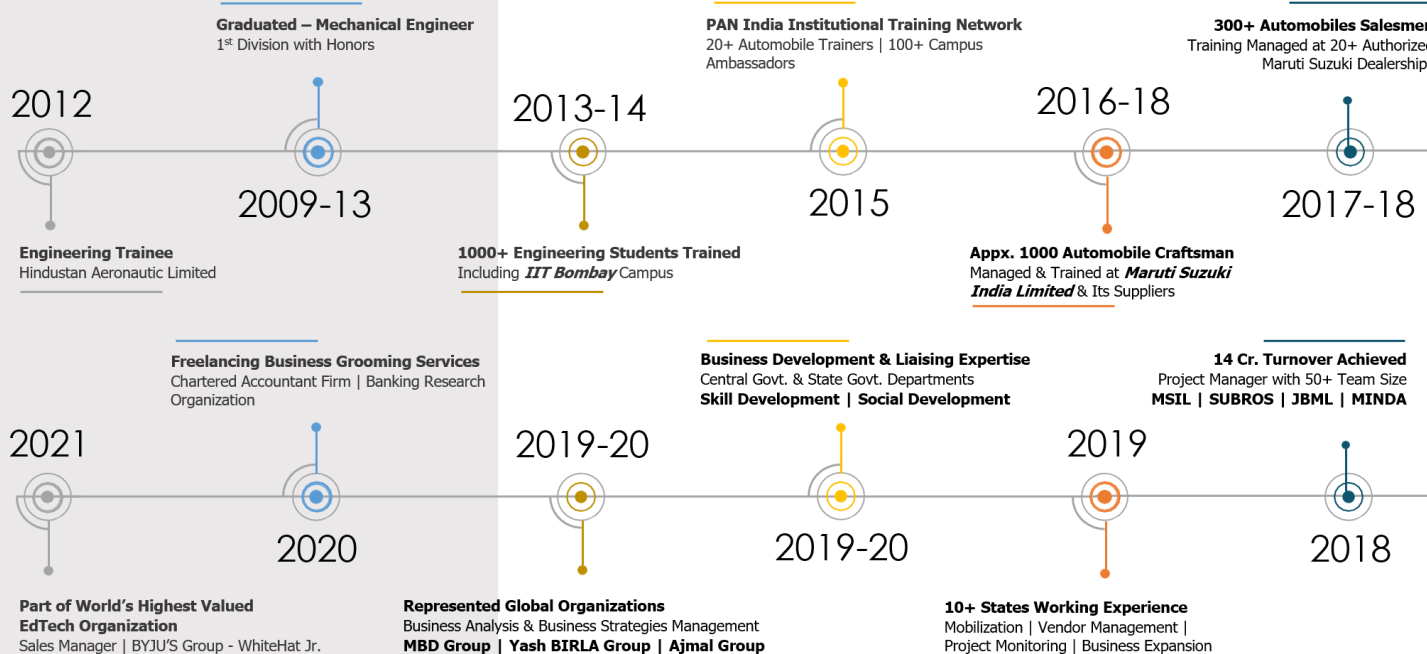 Graduated – Mechanical Engineer
1st Division with Honors
PAN India Institutional Training Network
20+ Automobile Trainers | 100+ Campus
Ambassadors
300+ Automobiles Salesmen
Training Managed at 20+ Authorized
Maruti Suzuki Dealership
2012
2013-14
2016-18
2009-13
2015
2017-18
Engineering Trainee
Hindustan Aeronautic Limited
1000+ Engineering Students Trained
Including IIT Bombay Campus
Appx. 1000 Automobile Craftsman
Managed & Trained at Maruti Suzuki
India Limited & Its Suppliers
Freelancing Business Grooming Services
Chartered Accountant Firm | Banking Research
Organization
Business Development & Liaising Expertise
Central Govt. & State Govt. Departments
Skill Development | Social Development
14 Cr. Turnover Achieved
Project Manager with 50+ Team Size
MSIL | SUBROS | JBML | MINDA
2021
2019-20
2019
2020
2019-20
2018
Part of World's Highest Valued
EdTech Organization
Sales Manager | BYJU'S Group - WhiteHat Jr.
Represented Global Organizations
Business Analysis & Business Strategies Management
MBD Group | Yash BIRLA Group | Ajmal Group
10+ States Working Experience
Mobilization | Vendor Management |
Project Monitoring | Business Expansion